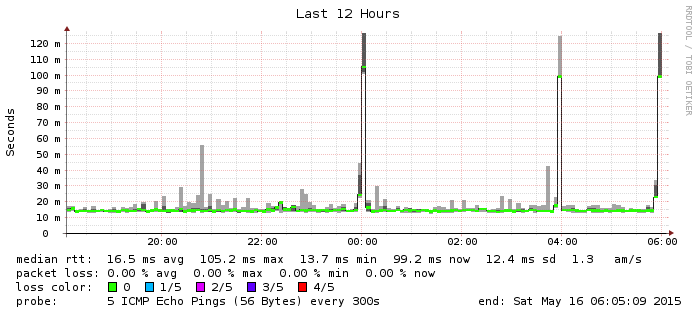 Last 12 Hours
RRDTOOL / TOBI OETIKER
Seconds
120 m
110 m
100 m
90 m
80 m
70 m
60 m
50 m
40 m
30 m
20 m
10 m
0
20:00 22:00 00:00 02:00 04:00 06:00
median rtt: 16.5 ms avg 105.2 ms max 13.7 ms min 99.2 ms now 12.4 ms sd 1.3 am/s
packet loss: 0.00 % avg 0.00 % max 0.00 % min 0.00 % now
loss color: 0 1/5 2/5 3/5 4/5
probe: 5 ICMP Echo Pings (56 Bytes) every 300s end: Sat May 16 06:05:09 2015